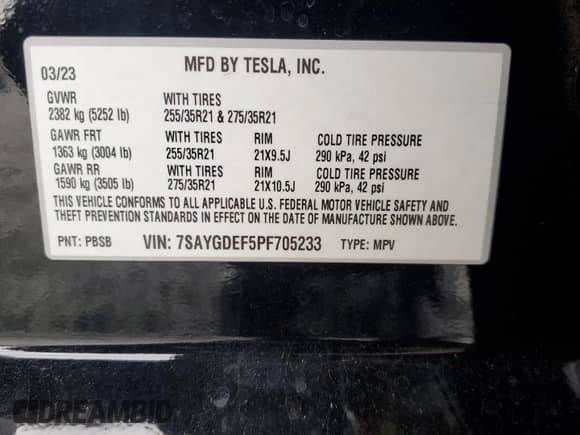 03/23 MFD BY TESLA, INC.
GVWR WITH TIRES
2382 kg (5252 lb) 255/35R21 & 275/35R21
GAWR FRT WITH TIRES RIM COLD TIRE PRESSURE
1363 kg (3004 lb) 255/35R21 21X9.5J 290 kPa, 42 psi
GAWR RR WITH TIRES RIM COLD TIRE PRESSURE
1590 kg (3505 lb) 275/35R21 21X10.5J 290 kPa, 42 psi
THIS VEHICLE CONFORMS TO ALL APPLICABLE U.S. FEDERAL MOTOR VEHICLE SAFETY AND
THEFT PREVENTION STANDARDS IN EFFECT ON THE DATE OF MANUFACTURE SHOWN ABOVE.
PNT: PBSB VIN: 7SAYGDEF5PF705233 TYPE: MPV
DREAMBID